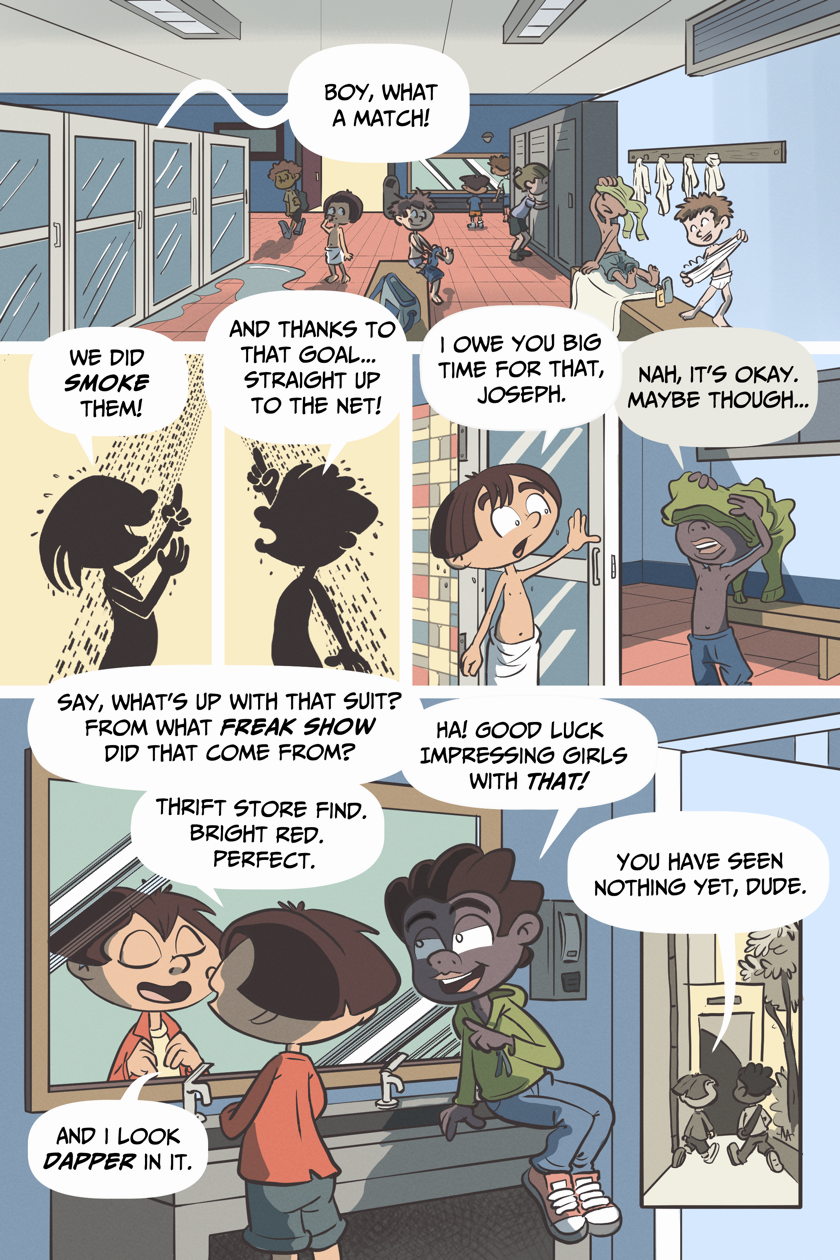 BOY, WHAT
A MATCH!
WE DID
SMOKE
THEM!
AND THANKS TO
THAT GOAL...
STRAIGHT UP
TO THE NET!
I OWE YOU BIG
TIME FOR THAT,
JOSEPH.
NAH, IT'S OKAY.
MAYBE THOUGH...
SAY, WHAT'S UP WITH THAT SUIT?
FROM WHAT FREAK SHOW
DID THAT COME FROM?
THRIFT STORE FIND.
BRIGHT RED.
PERFECT.
HA! GOOD LUCK
IMPRESSING GIRLS
WITH THAT!
AND I LOOK
DAPPER IN IT.
YOU HAVE SEEN
NOTHING YET, DUDE.